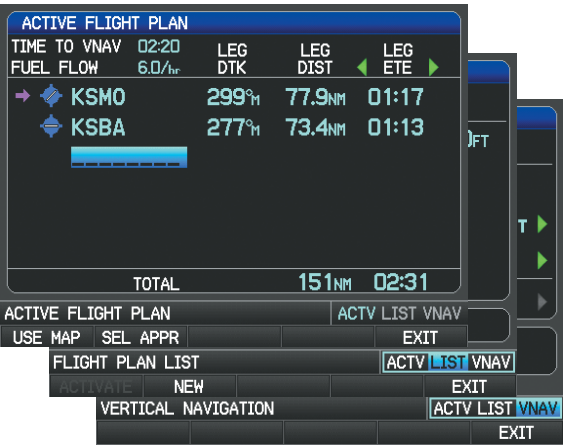 ACTIVE FLIGHT PLAN
TIME TO VNAV 02:20 LEG LEG LEG
FUEL FLOW 6.0/hr DTK DIST ETE
KSMO 299°M 77.9NM 01:17
KSBA 277°M 73.4NM 01:13
FT
T
TOTAL 151NM 02:31
ACTIVE FLIGHT PLAN ACTV LIST VNAV
USE MAP SEL APPR EXIT
FLIGHT PLAN LIST ACTV LIST VNAV
ACTIVATE NEW EXIT
VERTICAL NAVIGATION ACTV LIST VNAV
EXIT